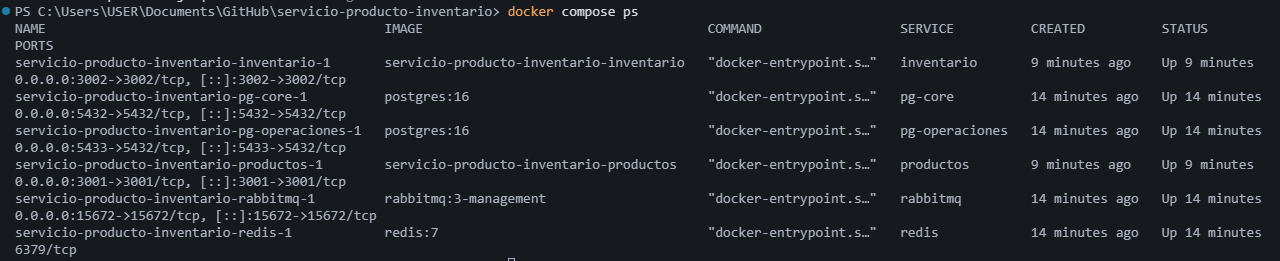 PS C:\Users\USER\Documents\GitHub\servicio-producto-inventario> docker compose ps
NAME IMAGE COMMAND SERVICE CREATED STATUS
PORTS
servicio-producto-inventario-inventario-1 servicio-producto-inventario-inventario "docker-entrypoint.s…" inventario 9 minutes ago Up 9 minutes
0.0.0.0:3002->3002/tcp, [::]:3002->3002/tcp
servicio-producto-inventario-pg-core-1 postgres:16 "docker-entrypoint.s…" pg-core 14 minutes ago Up 14 minutes
0.0.0.0:5432->5432/tcp, [::]:5432->5432/tcp
servicio-producto-inventario-pg-operaciones-1 postgres:16 "docker-entrypoint.s…" pg-operaciones 14 minutes ago Up 14 minutes
0.0.0.0:5433->5432/tcp, [::]:5433->5432/tcp
servicio-producto-inventario-productos-1 servicio-producto-inventario-productos "docker-entrypoint.s…" productos 9 minutes ago Up 9 minutes
0.0.0.0:3001->3001/tcp, [::]:3001->3001/tcp
servicio-producto-inventario-rabbitmq-1 rabbitmq:3-management "docker-entrypoint.s…" rabbitmq 14 minutes ago Up 14 minutes
0.0.0.0:15672->15672/tcp, [::]:15672->15672/tcp
servicio-producto-inventario-redis-1 redis:7 "docker-entrypoint.s…" redis 14 minutes ago Up 14 minutes
6379/tcp